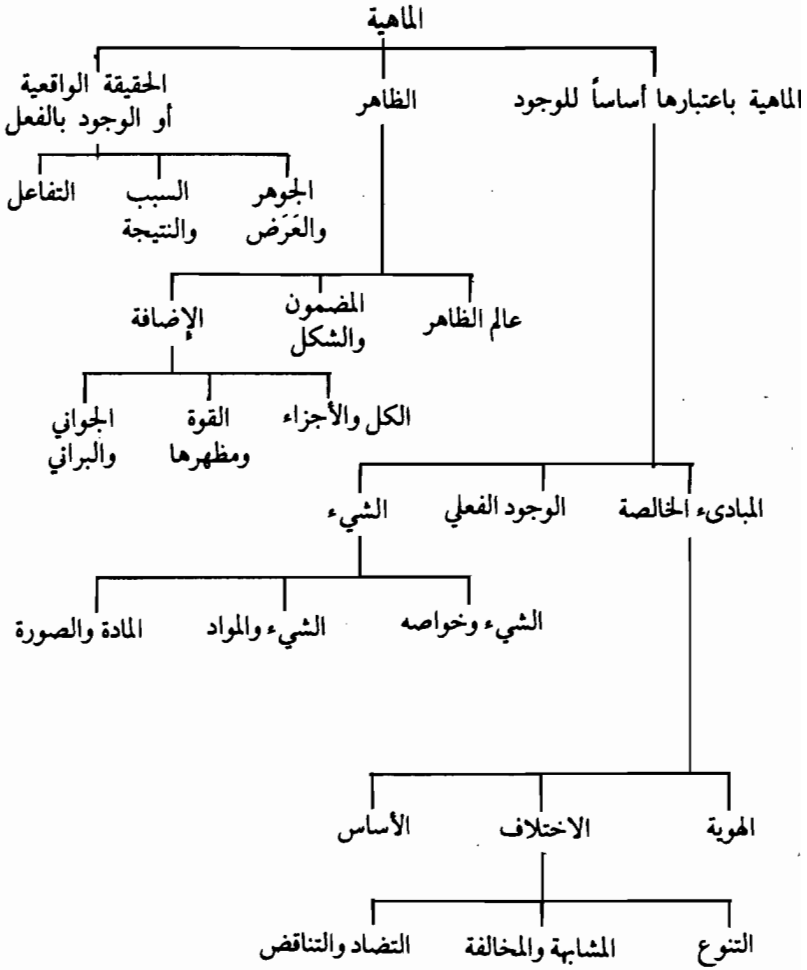 الماهية
الماهية باعتبارها أساساً للوجود
الظاهر
الحقيقة الواقعية
أو الوجود بالفعل
الجوهر
والعَرَض
السبب
والنتيجة
التفاعل
عالم الظاهر
المضمون
والشكل
الإضافة
الكل والأجزاء
القوة
ومظهرها
الجواني
والبراني
المبادىء الخالصة
الوجود الفعلي
الشيء
الشيء وخواصه
الشيء والمواد
المادة والصورة
الهوية
الاختلاف
الأساس
التنوع
المشابهة والمخالفة
التضاد والتناقض